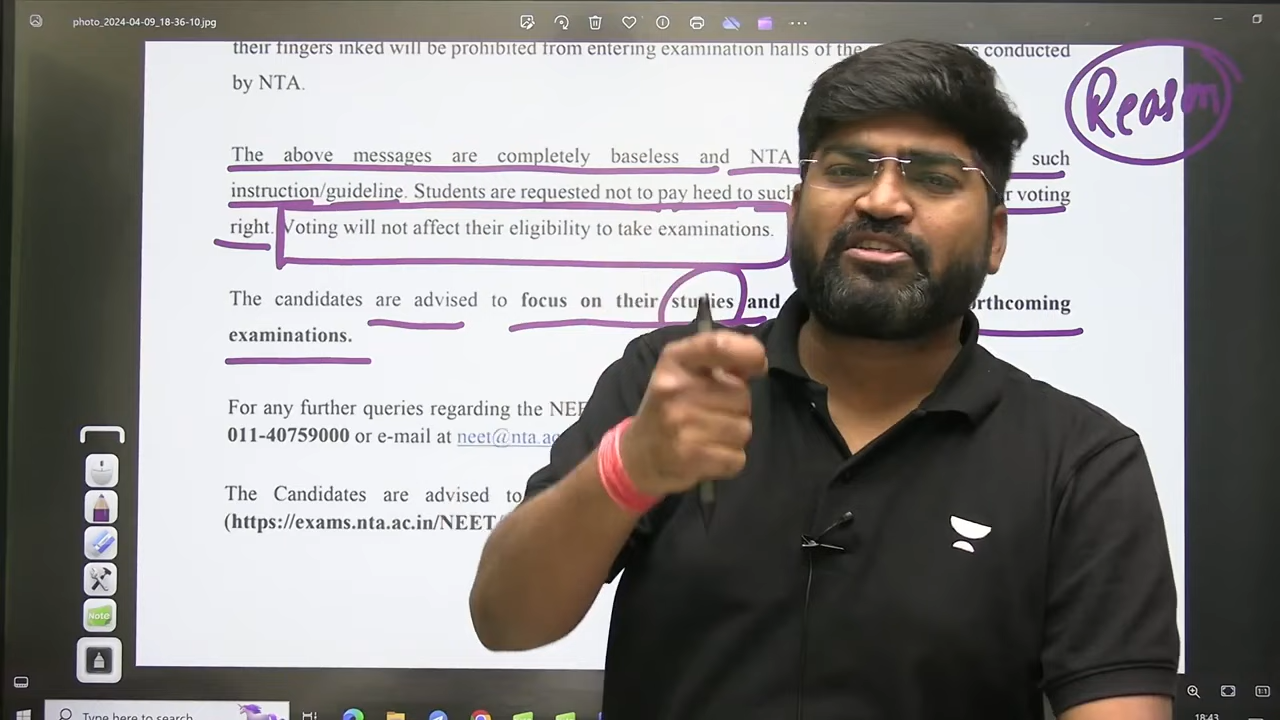 photo_2024-04-09_18-36-10.jpg
their fingers inked will be prohibited from entering examination halls of the conducted
by NTA.
Reason
The above messages are completely baseless and NTA such
instruction/guideline. Students are requested not to pay heed to such voting
right. Voting will not affect their eligibility to take examinations.
The candidates are advised to focus on their studies and
examinations.
For any further queries regarding the
011-40759000 or e-mail at
The Candidates are advised to
(https://exams.nta.ac.in/NEET/
Note
Type here to search
1:1
18:43